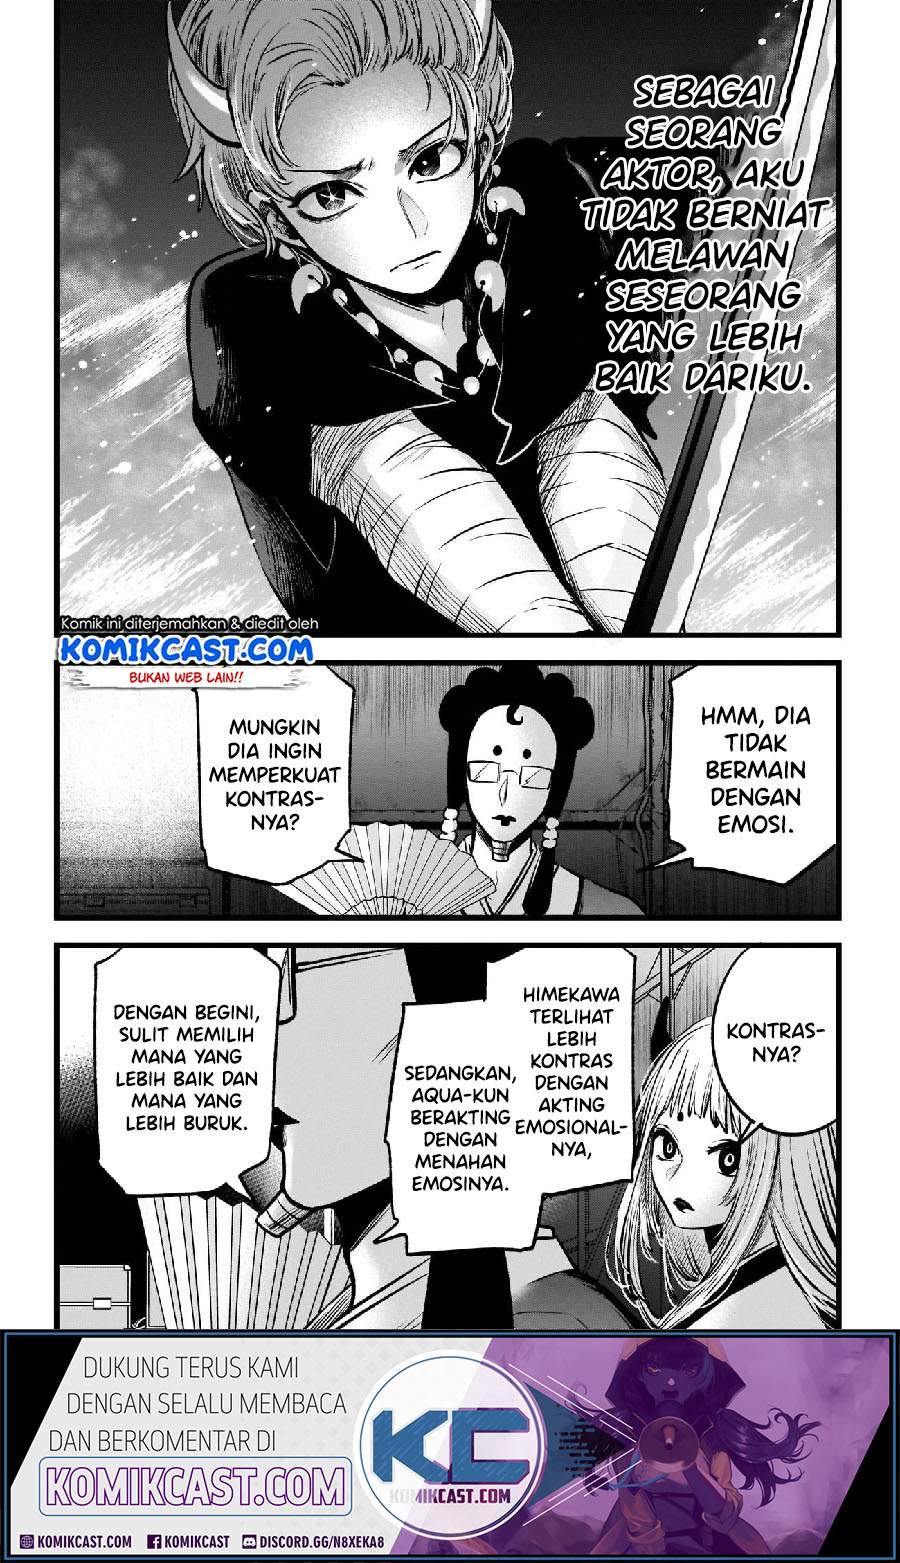 SEBAGAI
SEORANG
AKTOR, AKU
TIDAK BERNIAT
MELAWAN
SESEORANG
YANG LEBIH
BAIK DARIKU.
Komik ini diterjemahkan & diedit oleh
KOMIKCAST.COM
BUKAN WEB LAIN!!
HMM, DIA
TIDAK
BERMAIN
DENGAN
EMOSI.
MUNGKIN
DIA INGIN
MEMPERKUAT
KONTRAS-
NYA?
KONTRAS-
NYA?
HIMEKAWA
TERLIHAT
LEBIH
KONTRAS
DENGAN
AKTING
EMOSIONAL-
NYA,
SEDANGKAN,
AQUA-KUN
BERAKTING
DENGAN
MENAHAN
EMOSINYA.
DENGAN BEGINI,
SULIT MEMILIH
MANA YANG
LEBIH BAIK DAN
MANA YANG
LEBIH BURUK.
DUKUNG TERUS KAMI
DENGAN SELALU MEMBACA
DAN BERKOMENTAR DI
KOMIKCAST.COM
KC
KOMIKCAST.COM
KOMIKCAST.COM
KOMIKCASTCOM
DISCORD.GG/N8XEKA8